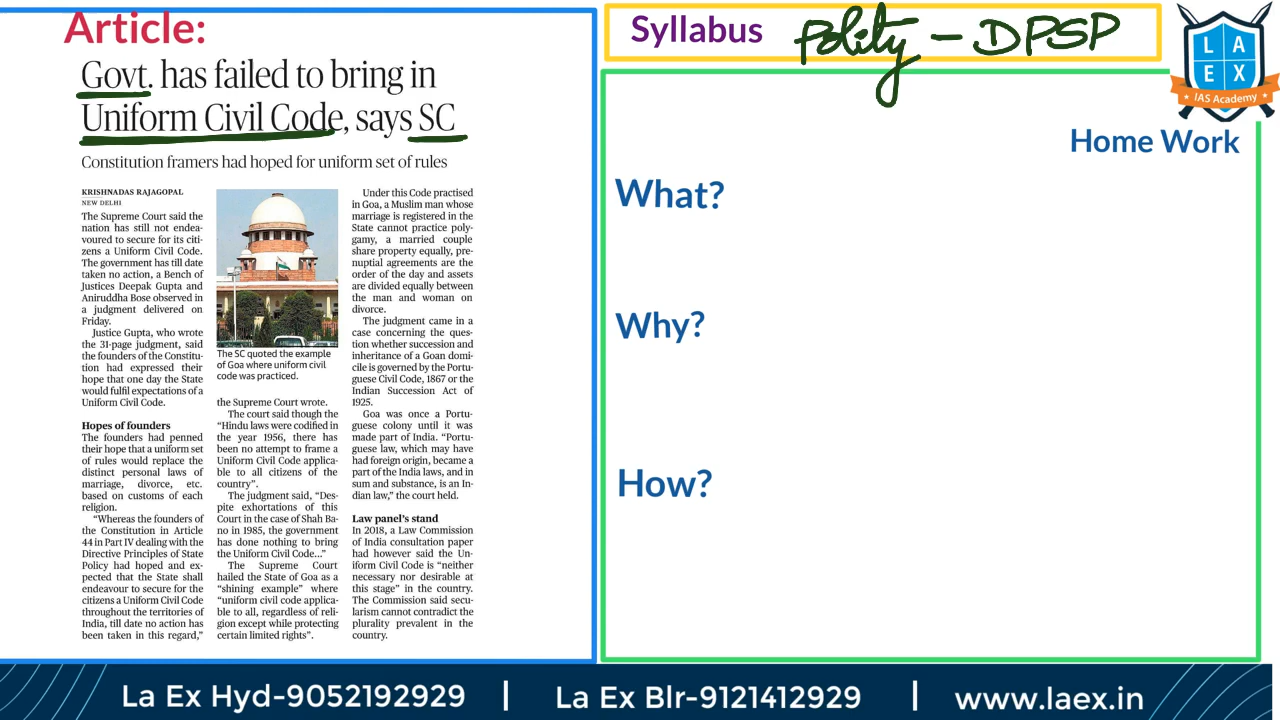 Article:
Govt. has failed to bring in
Uniform Civil Code, says SC
Constitution framers had hoped for uniform set of rules
KRISHNADAS RAJAGOPAL
NEW DELHI
The Supreme Court said the
nation has still not endea-
voured to secure for its citi-
zens a Uniform Civil Code.
The government has till date
taken no action, a Bench of
Justices Deepak Gupta and
Aniruddha Bose observed in
a judgment delivered on
Friday.
Justice Gupta, who wrote
the 31-page judgment, said
the founders of the Constitu-
tion had expressed their
hope that one day the State
would fulfil expectations of a
Uniform Civil Code.
Hopes of founders
The founders had penned
their hope that a uniform set
of rules would replace the
distinct personal laws of
marriage, divorce, etc.
based on customs of each
religion.
“Whereas the founders of
the Constitution in Article
44 in Part IV dealing with the
Directive Principles of State
Policy had hoped and ex-
pected that the State shall
endeavour to secure for the
citizens a Uniform Civil Code
throughout the territories of
India, till date no action has
been taken in this regard,”
The SC quoted the example
of Goa where uniform civil
code was practiced.
the Supreme Court wrote.
The court said though the
“Hindu laws were codified in
the year 1956, there has
been no attempt to frame a
Uniform Civil Code applica-
ble to all citizens of the
country”.
The judgment said, “Des-
pite exhortations of this
Court in the case of Shah Ba-
no in 1985, the government
has done nothing to bring
the Uniform Civil Code...”
The Supreme Court
hailed the State of Goa as a
“shining example” where
“uniform civil code applica-
ble to all, regardless of reli-
gion except while protecting
certain limited rights”.
Under this Code practised
in Goa, a Muslim man whose
marriage is registered in the
State cannot practice poly-
gamy, a married couple
share property equally, pre-
nuptial agreements are the
order of the day and assets
are divided equally between
the man and woman on
divorce.
The judgment came in a
case concerning the ques-
tion whether succession and
inheritance of a Goan domi-
cile is governed by the Portu-
guese Civil Code, 1867 or the
Indian Succession Act of
1925.
Goa was once a Portu-
guese colony until it was
made part of India. “Portu-
guese law, which may have
had foreign origin, became a
part of the India laws, and in
sum and substance, is an In-
dian law,” the court held.
Law panel’s stand
In 2018, a Law Commission
of India consultation paper
had however said the Un-
iform Civil Code is “neither
necessary nor desirable at
this stage” in the country.
The Commission said secu-
larism cannot contradict the
plurality prevalent in the
country.
Syllabus Polity - DPSP
L A
E X
IAS Academy
Home Work
What?
Why?
How?
La Ex Hyd-9052192929 | La Ex Blr-9121412929 | www.laex.in